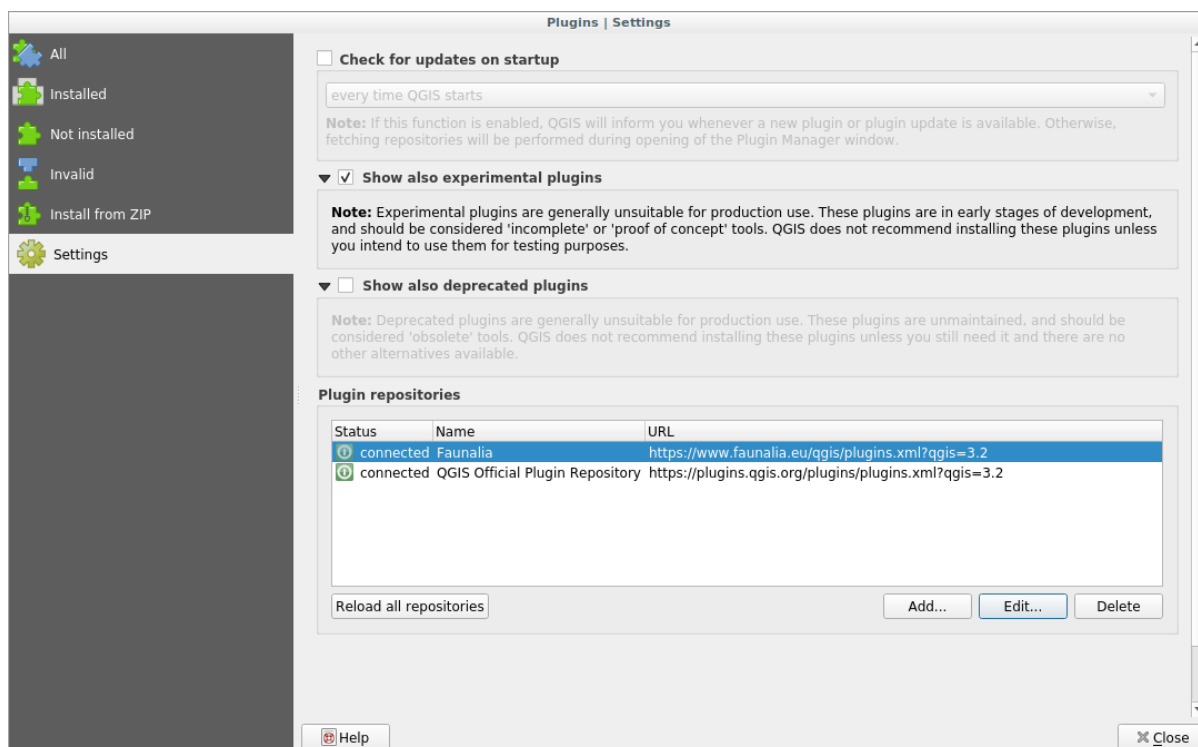 Plugins | Settings
All
Installed
Not installed
Invalid
Install from ZIP
Settings
Check for updates on startup
every time QGIS starts
Note: If this function is enabled, QGIS will inform you whenever a new plugin or plugin update is available. Otherwise,
fetching repositories will be performed during opening of the Plugin Manager window.
Show also experimental plugins
Note: Experimental plugins are generally unsuitable for production use. These plugins are in early stages of development,
and should be considered 'incomplete' or 'proof of concept' tools. QGIS does not recommend installing these plugins unless
you intend to use them for testing purposes.
Show also deprecated plugins
Note: Deprecated plugins are generally unsuitable for production use. These plugins are unmaintained, and should be
considered 'obsolete' tools. QGIS does not recommend installing these plugins unless you still need it and there are no
other alternatives available.
Plugin repositories
Status Name URL
connected Faunalia https://www.faunalia.eu/qgis/plugins.xml?qgis=3.2
connected QGIS Official Plugin Repository https://plugins.qgis.org/plugins/plugins.xml?qgis=3.2
Reload all repositories Add... Edit... Delete
Help Close